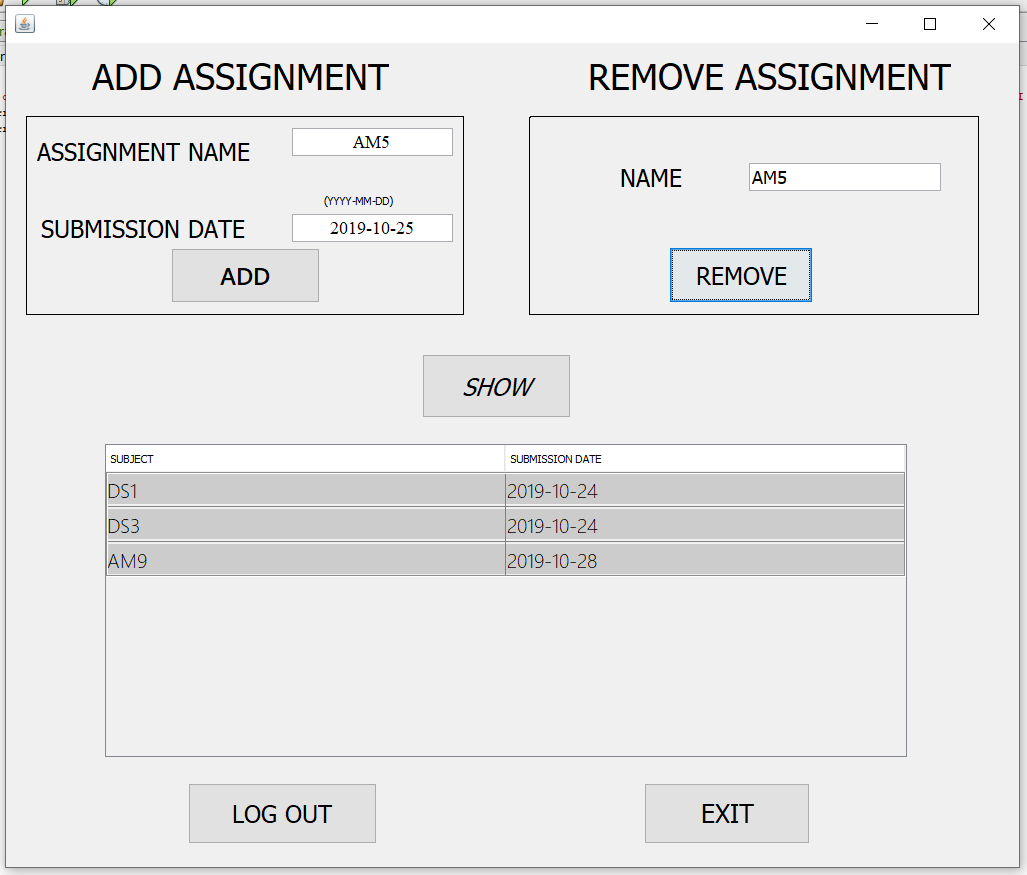 ADD ASSIGNMENT
REMOVE ASSIGNMENT
ASSIGNMENT NAME
AM5
(YYYY-MM-DD)
SUBMISSION DATE
2019-10-25
ADD
NAME
AM5
REMOVE
SHOW
SUBJECT SUBMISSION DATE
DS1 2019-10-24
DS3 2019-10-24
AM9 2019-10-28
LOG OUT
EXIT